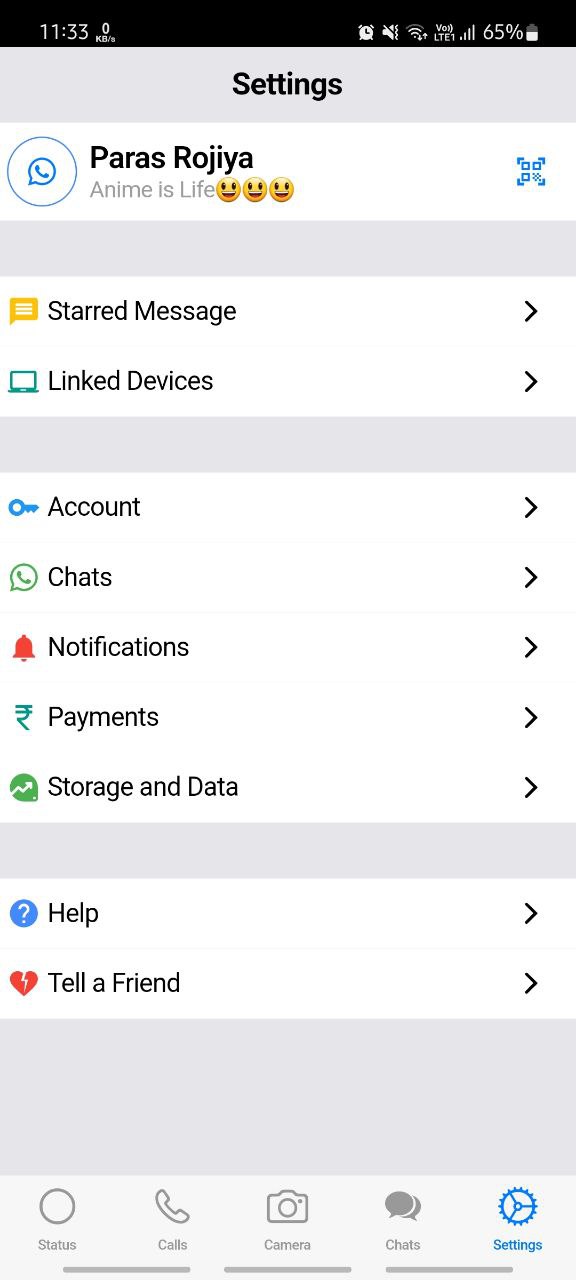 11:33 0 KB/s Vo)) LTE1 65%
Settings
Paras Rojiya
Anime is Life😃😃😃
Starred Message
Linked Devices
Account
Chats
Notifications
₹ Payments
Storage and Data
? Help
Tell a Friend
Status Calls Camera Chats Settings